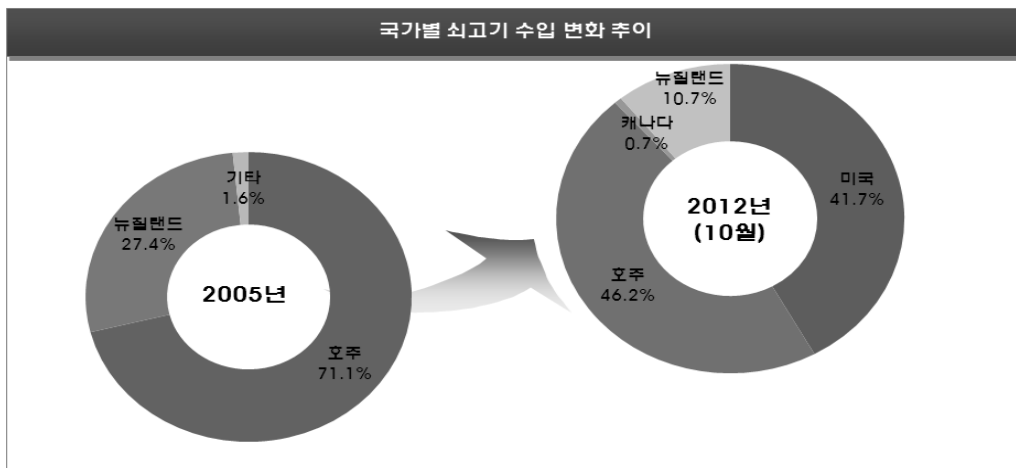 국가별 쇠고기 수입 변화 추이
기타
1.6%
뉴질랜드
27.4%
2005년
호주
71.1%
뉴질랜드
10.7%
캐나다
0.7%
미국
41.7%
2012년
(10월)
호주
46.2%